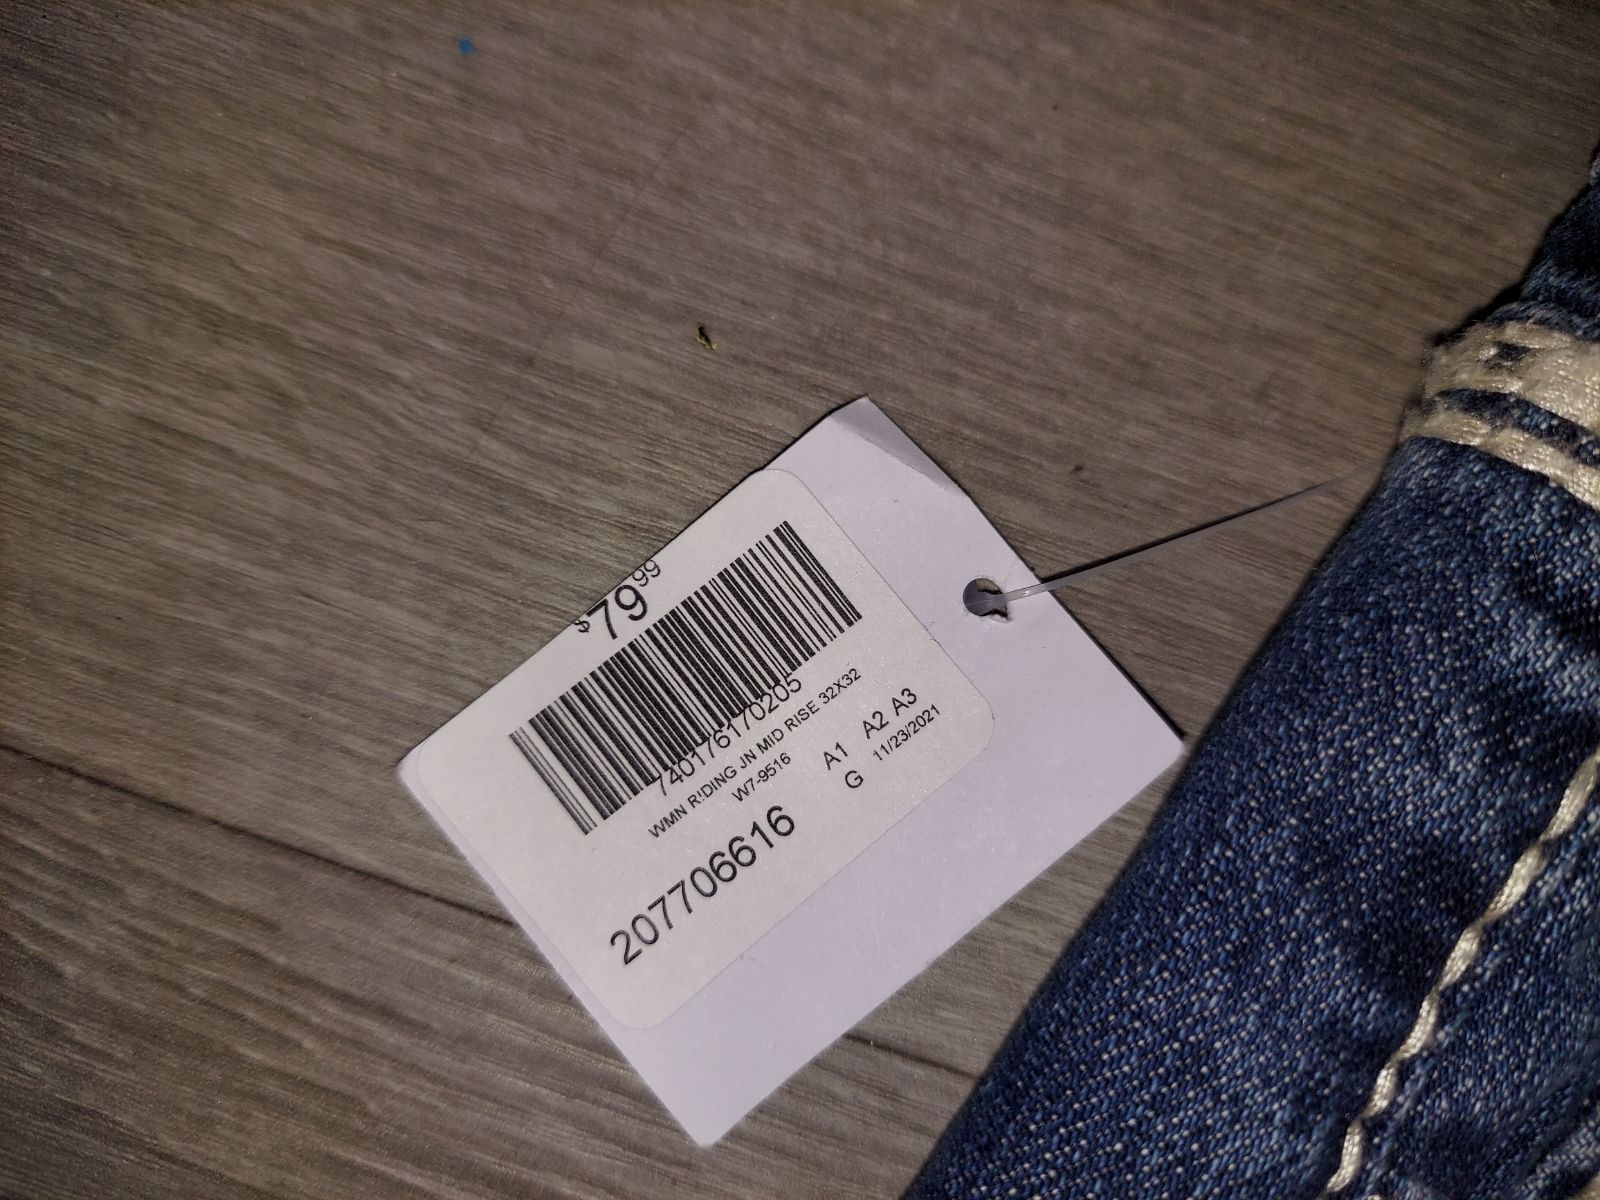 $79.99
740176170205
WMN RIDING JN MID RISE 32X32
W7-9516
A1 A2 A3
G 11/23/2021
207706616